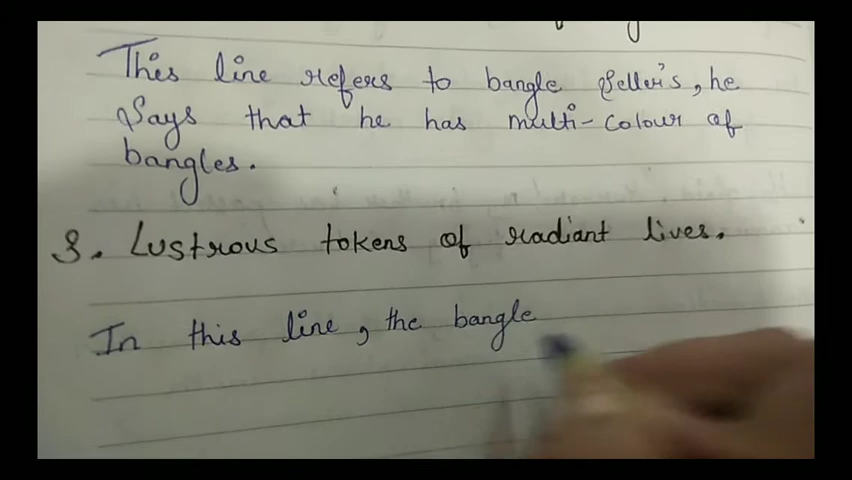 This line refers to bangle seller's, he
says that he has multi-colour of
bangles.
3. Lustrous tokens of radiant lives.
In this line, the bangle